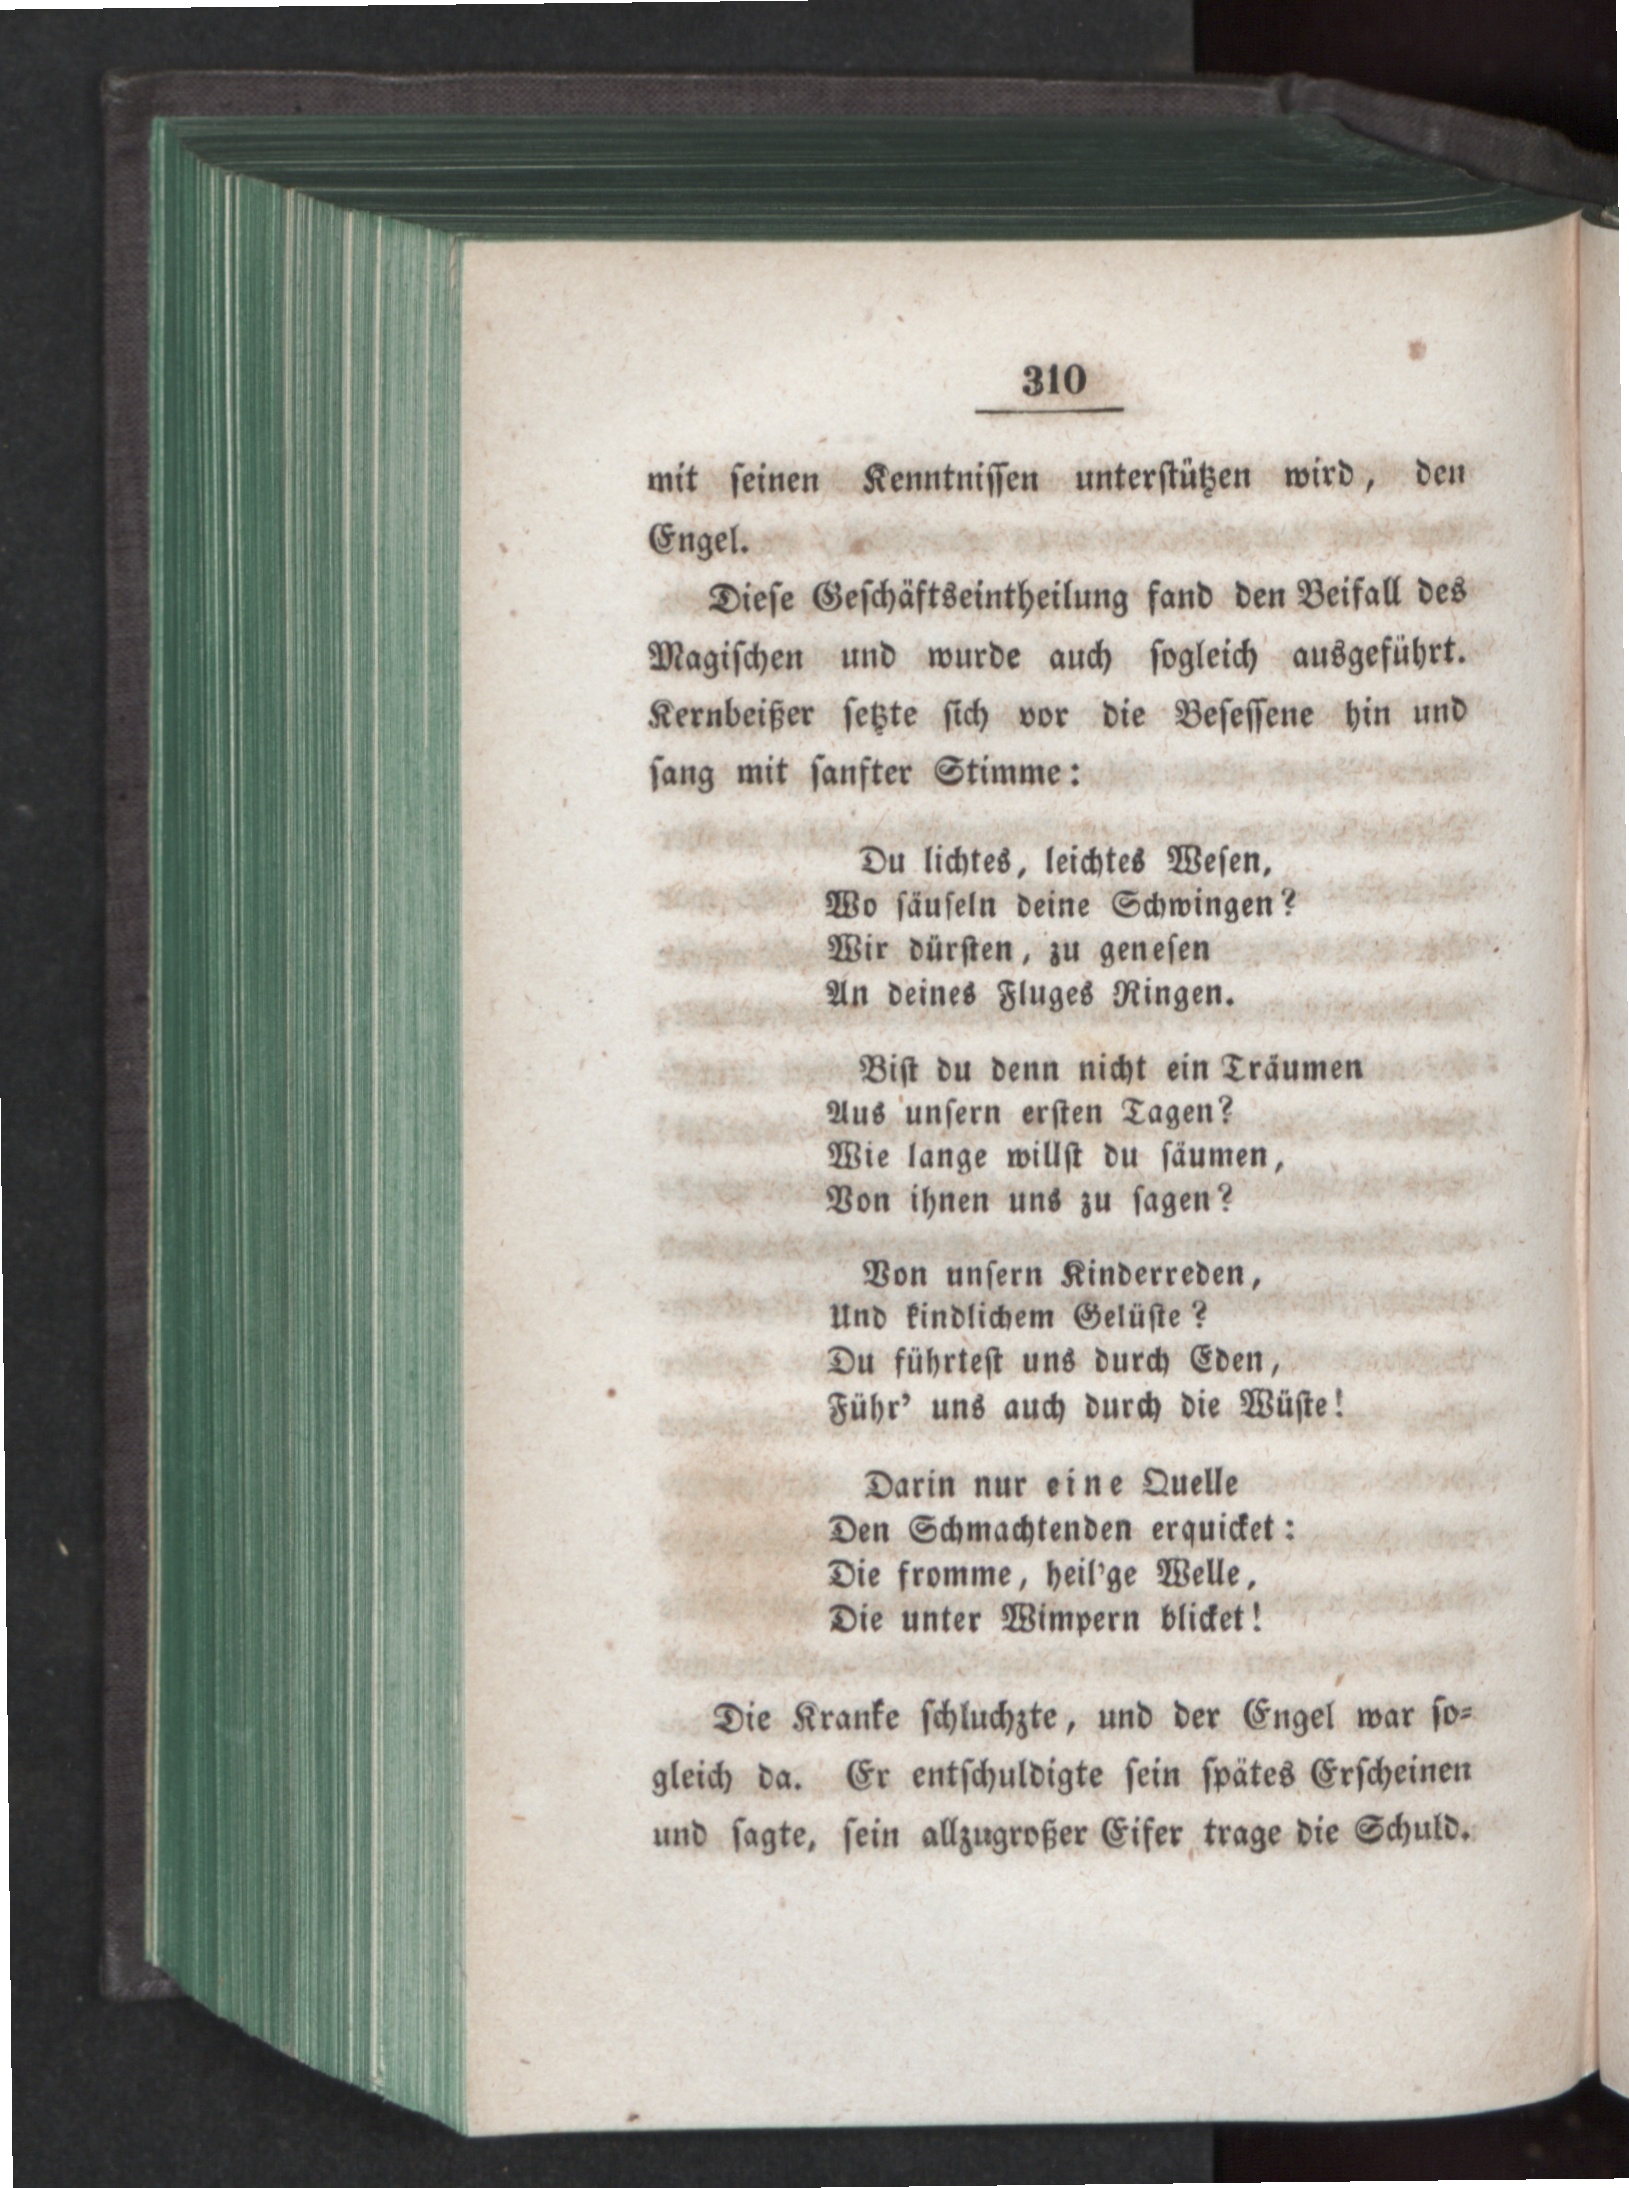 310
mit ſeinen Kenntniſſen unterſtützen wird, den
Engel.
Dieſe Geſchäftseintheilung fand den Beifall des
Magiſchen und wurde auch ſogleich ausgeführt.
Kernbeißer ſetzte ſich vor die Beſeſſene hin und
ſang mit ſanfter Stimme:
Du lichtes, leichtes Weſen,
Wo ſäuſeln deine Schwingen?
Wir dürſten, zu geneſen
An deines Fluges Ringen.
Biſt du denn nicht ein Träumen
Aus unſern erſten Tagen?
Wie lange willſt du ſäumen,
Von ihnen uns zu ſagen?
Von unſern Kinderreden,
Und kindlichem Gelüſte?
Du führteſt uns durch Eden,
Führ' uns auch durch die Wüſte!
Darin nur eine Quelle
Den Schmachtenden erquicket:
Die fromme, heil'ge Welle,
Die unter Wimpern blicket!
Die Kranke ſchluchzte, und der Engel war ſo⸗
gleich da. Er entſchuldigte ſein ſpätes Erſcheinen
und ſagte, ſein allzugroßer Eifer trage die Schuld.